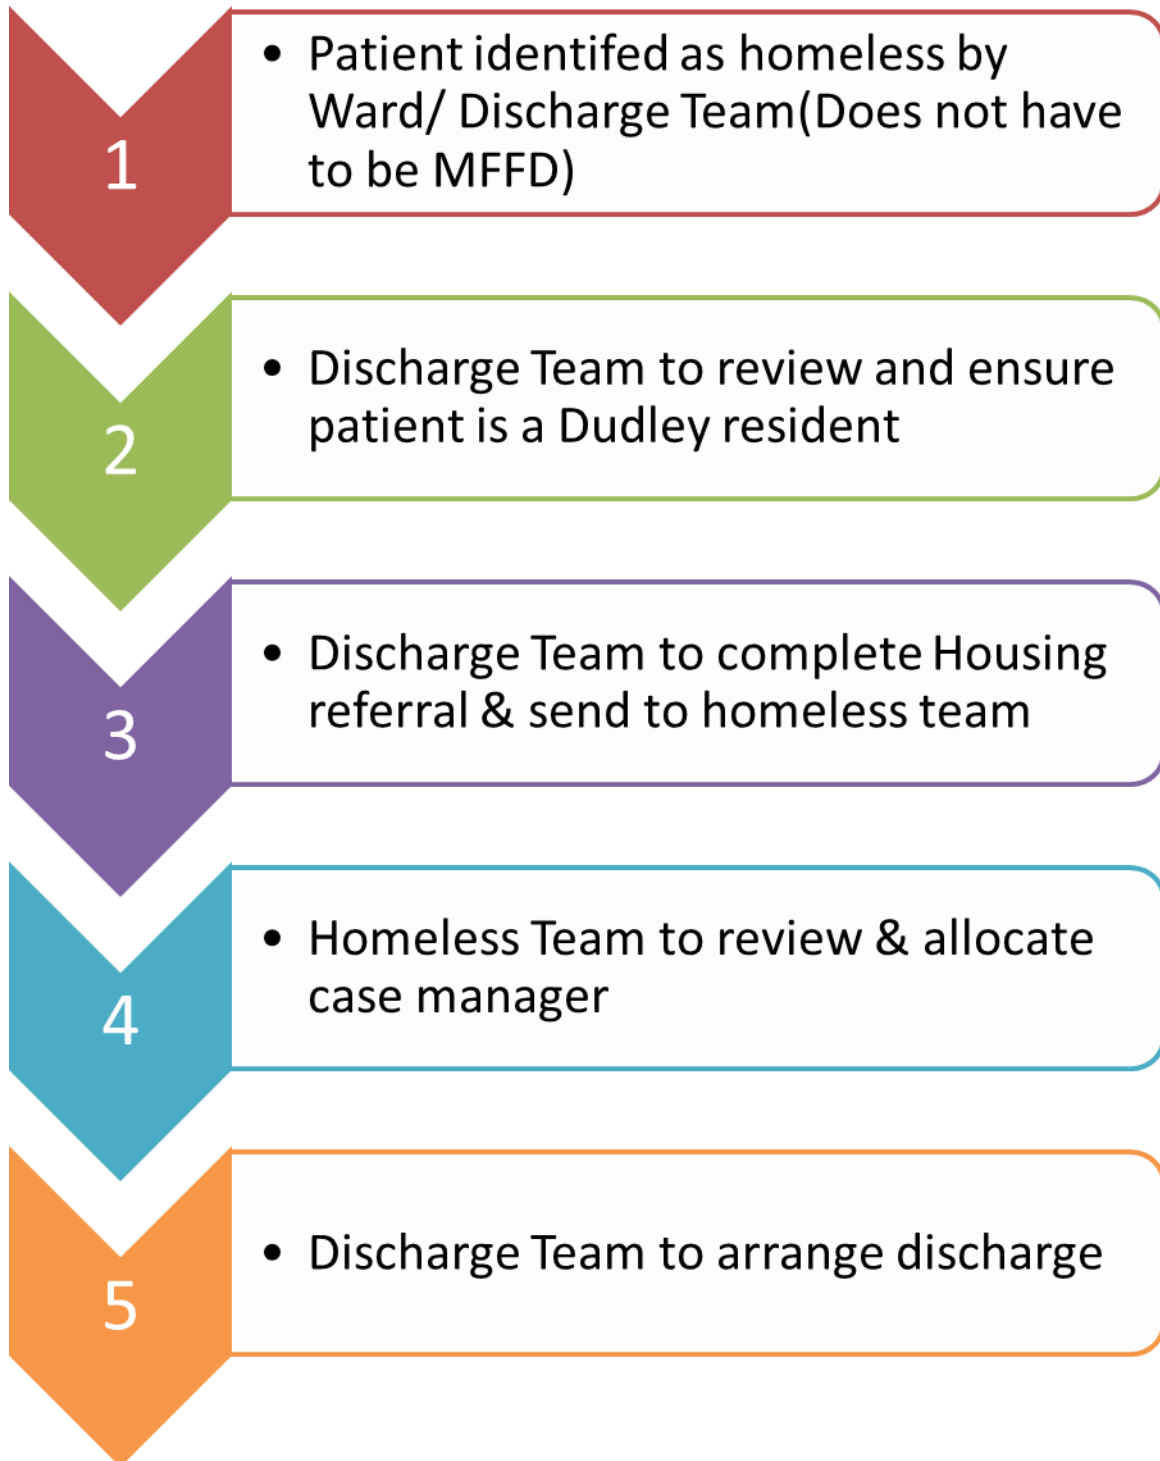 1
• Patient identifed as homeless by
Ward/ Discharge Team(Does not have
to be MFFD)
2
• Discharge Team to review and ensure
patient is a Dudley resident
3
• Discharge Team to complete Housing
referral & send to homeless team
4
• Homeless Team to review & allocate
case manager
5
• Discharge Team to arrange discharge